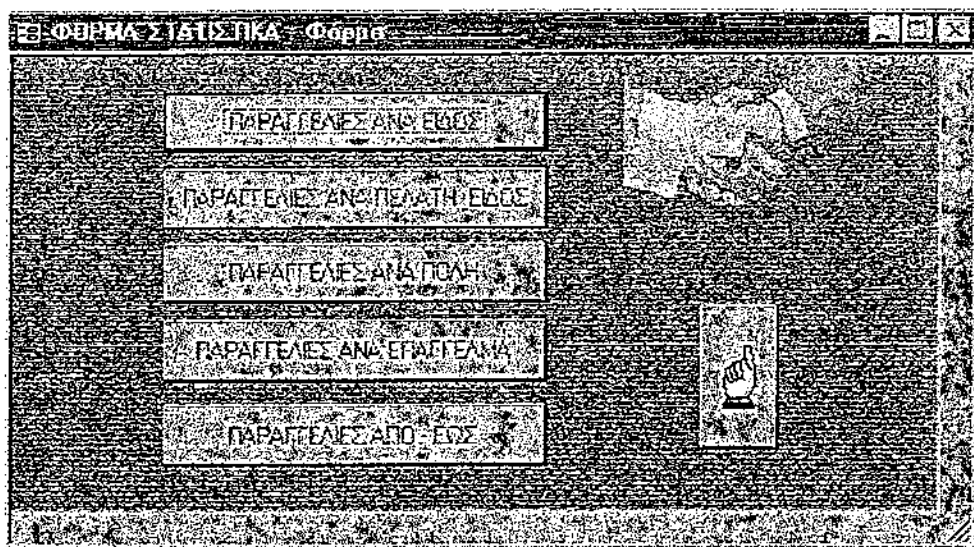 ΦΟΡΜΑ-ΣΤΑΤΙΣΤΙΚΑ - Φόρμα
ΠΑΡΑΓΓΕΛΙΕΣ ΑΝΑ ΕΙΔΟΣ
ΠΑΡΑΓΓΕΛΙΕΣ ΑΝΑ ΠΕΛΑΤΗ - ΕΙΔΟΣ
ΠΑΡΑΓΓΕΛΙΕΣ ΑΝΑ ΠΟΛΗ
ΠΑΡΑΓΓΕΛΙΕΣ ΑΝΑ ΕΠΑΓΓΕΛΜΑ
ΠΑΡΑΓΓΕΛΙΕΣ ΑΠΟ - ΕΩΣ